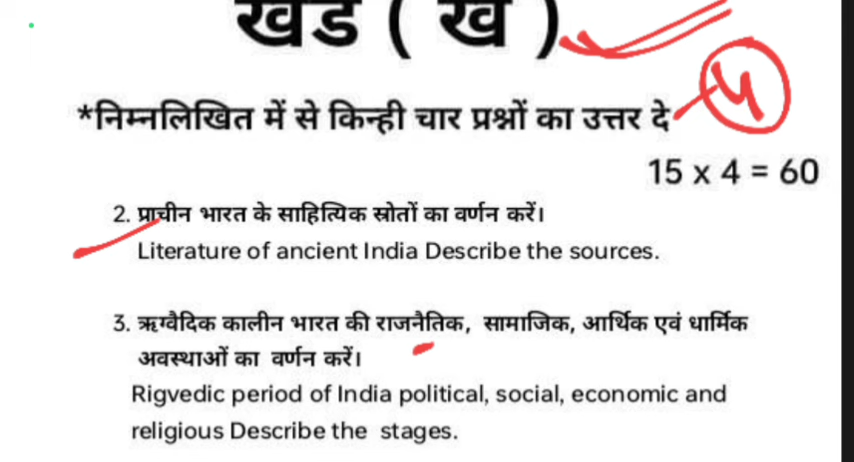 खंड ( ख )
*निम्नलिखित में से किन्ही चार प्रश्नों का उत्तर दे
4
15 x 4 = 60
2. प्राचीन भारत के साहित्यिक स्रोतों का वर्णन करें।
Literature of ancient India Describe the sources.
3. ऋग्वैदिक कालीन भारत की राजनैतिक, सामाजिक, आर्थिक एवं धार्मिक
अवस्थाओं का वर्णन करें।
Rigvedic period of India political, social, economic and
religious Describe the stages.